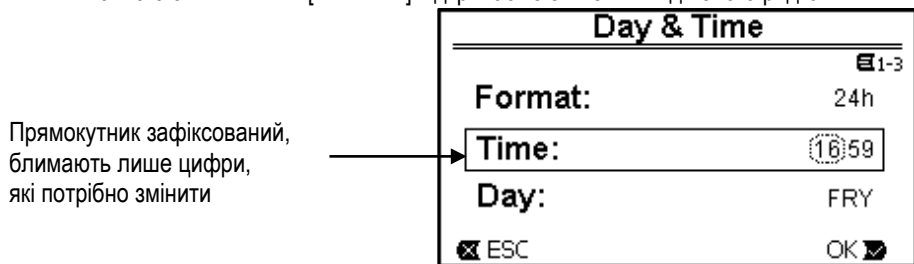 Day & Time
1-3
Format: 24h
Прямокутник зафіксований,
блимають лише цифри,
які потрібно змінити
Time: 16:59
Day: FRY
ESC OK